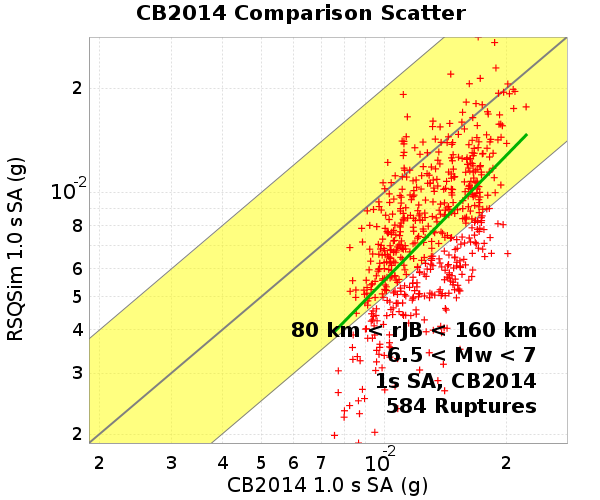 CB2014 Comparison Scatter
RSQSim 1.0 s SA (g)
2
10-2
8
6
5
4
3
2
80 km < rJB < 160 km
6.5 < Mw < 7
1s SA, CB2014
584 Ruptures
2 3 4 5 6 7 10-2 2
CB2014 1.0 s SA (g)